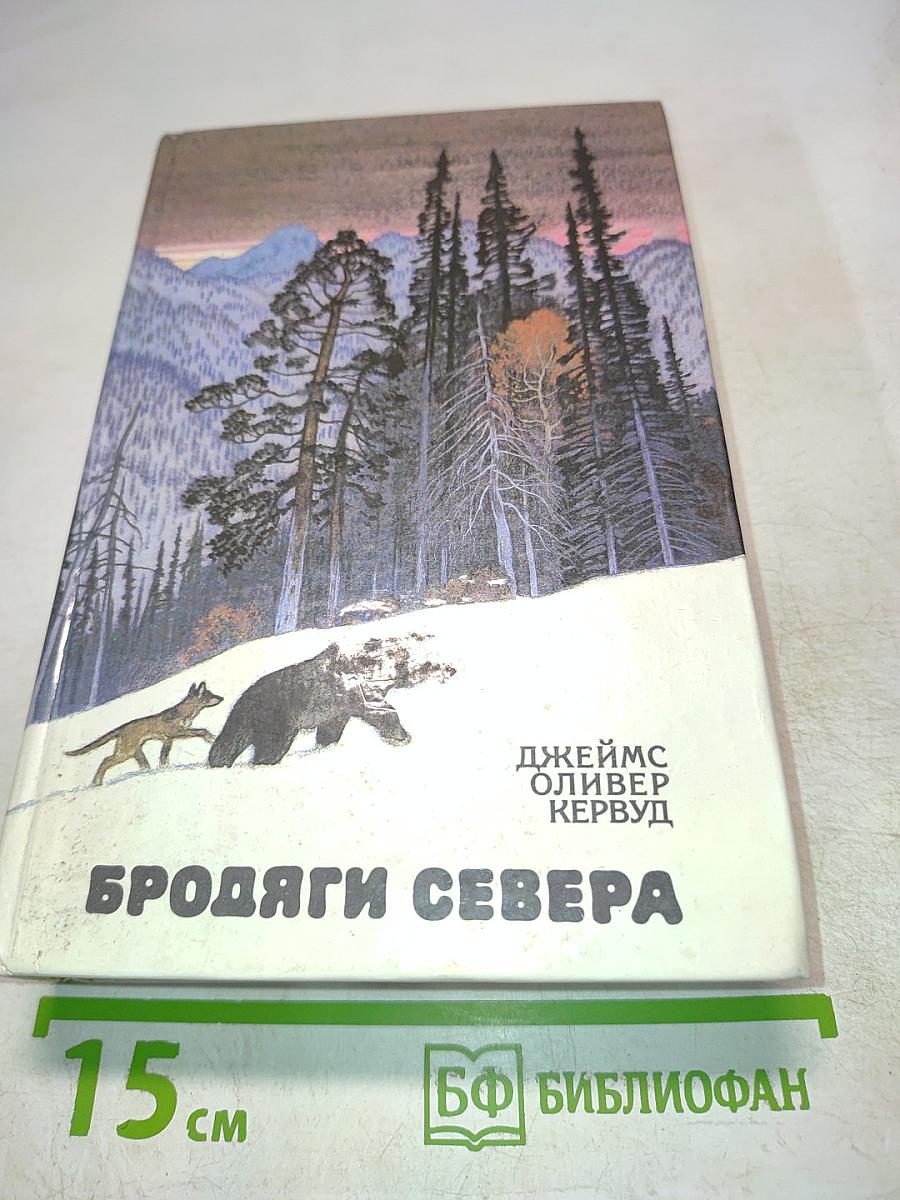 ДЖЕЙМС
ОЛИВЕР
КЕРВУД
БРОДЯГИ СЕВЕРА
15 см
БФ БИБЛИОФАН